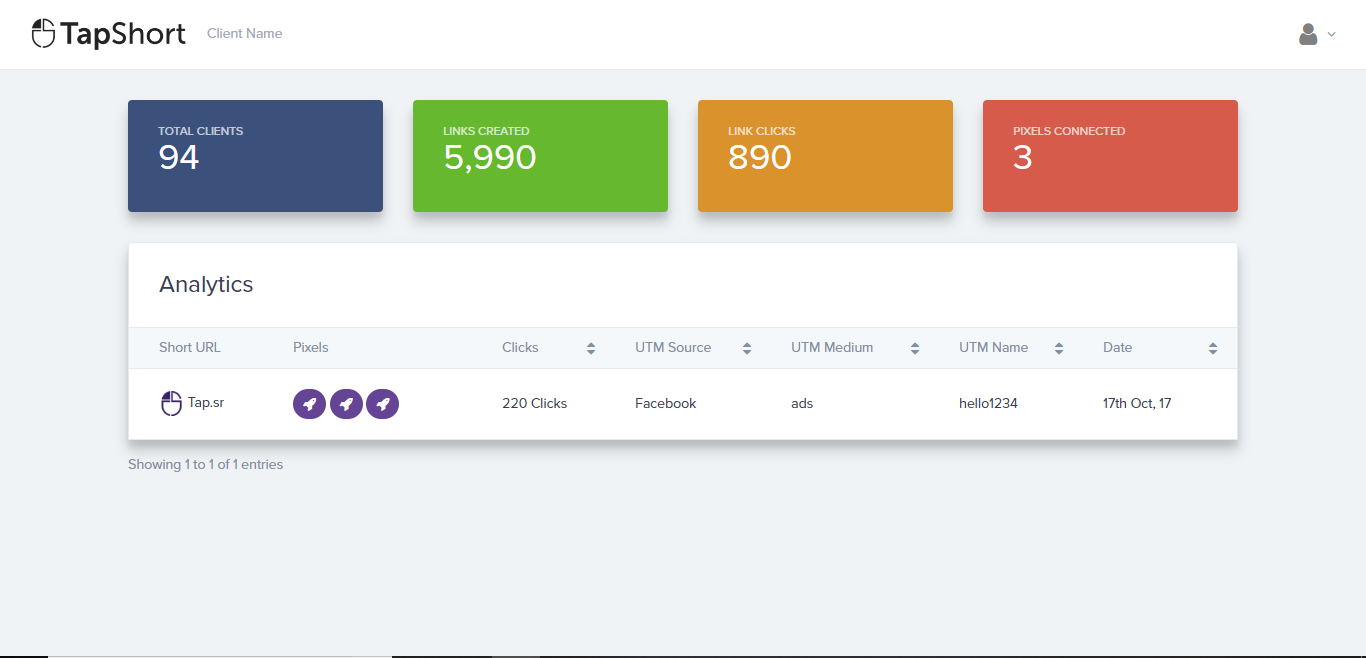 TapShort Client Name
TOTAL CLIENTS
94
LINKS CREATED
5,990
LINK CLICKS
890
PIXELS CONNECTED
3
Analytics
Short URL Pixels Clicks UTM Source UTM Medium UTM Name Date
Tap.sr 220 Clicks Facebook ads hello1234 17th Oct, 17
Showing 1 to 1 of 1 entries